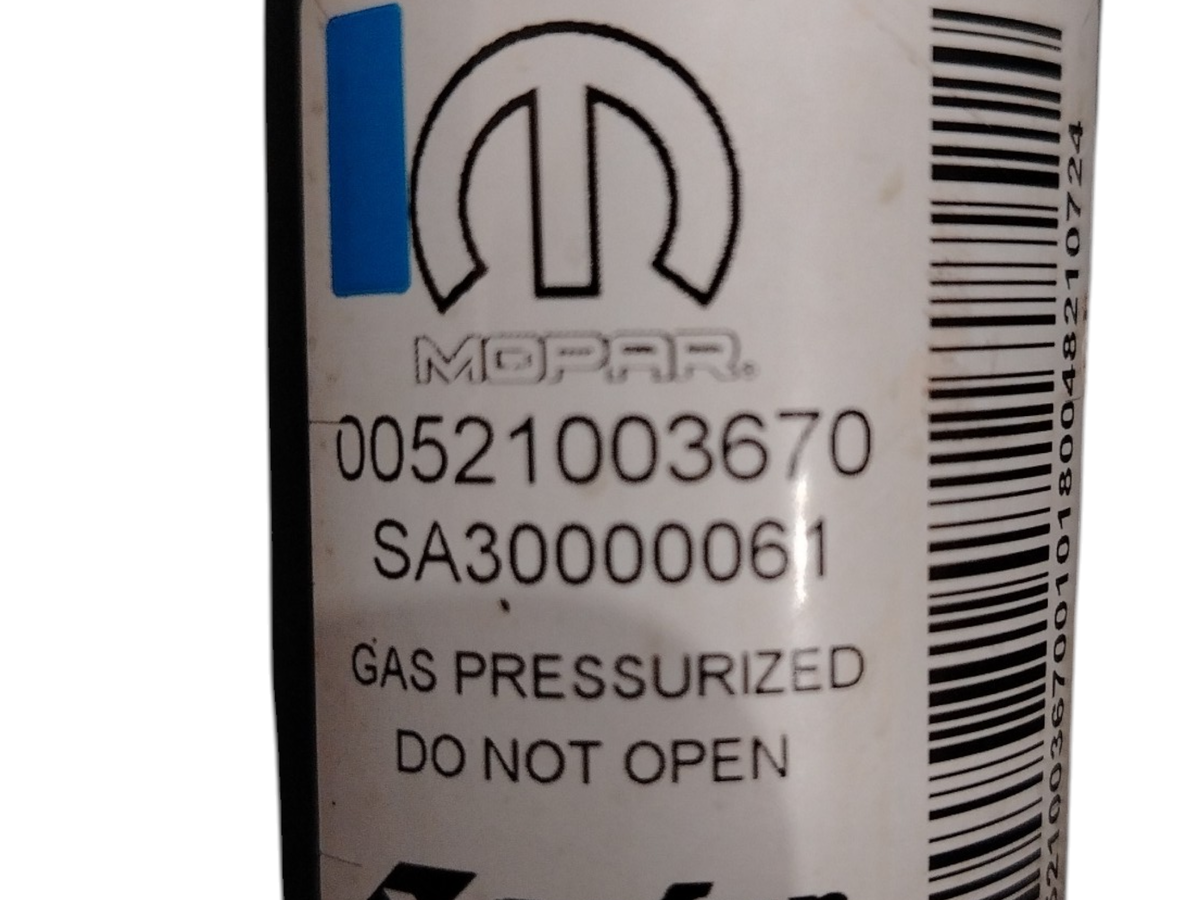 MOPAR®
00521003670
SA30000061
GAS PRESSURIZED
DO NOT OPEN